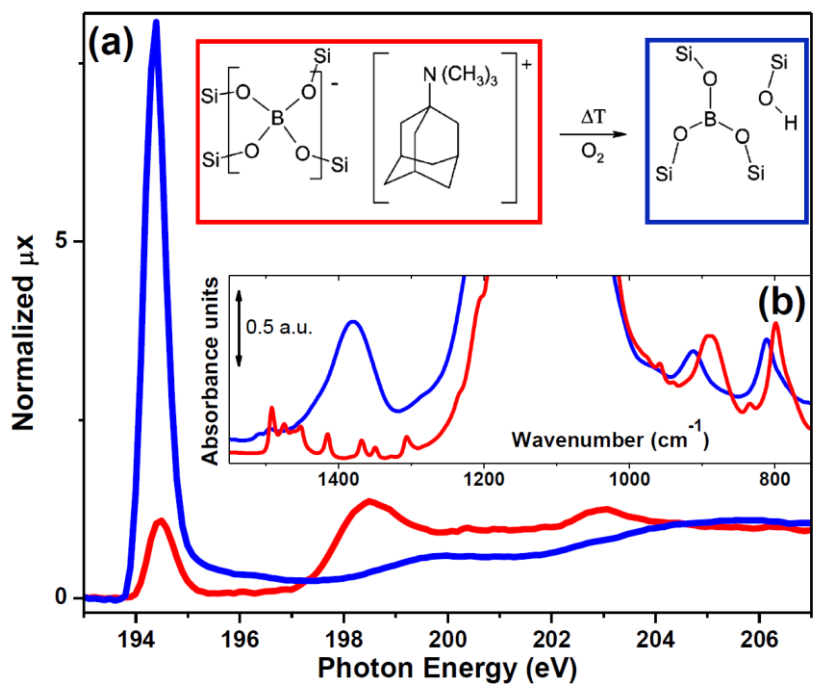 (a)
Si
Si
O
O
B
-
Si
O
O
Si
N(CH₃)₃
+
ΔT
O₂
Si
O
Si
B
O
H
O
O
Si
Si
5
0
Normalized µx
(b)
0.5 a.u.
Absorbance units
Wavenumber (cm⁻¹)
1400
1200
1000
800
194
196
198
200
202
204
206
Photon Energy (eV)